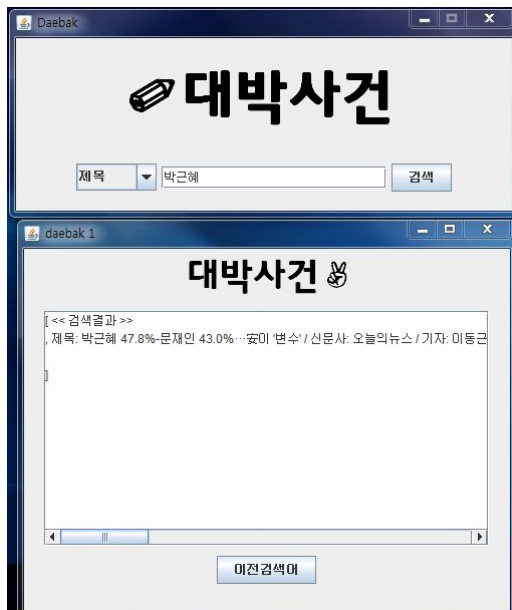 Daebak
대박사건
제목 박근혜 검색
daebak 1
대박사건
[ << 검색결과 >>
, 제목: 박근혜 47.8%-문재인 43.0%…安이 '변수' / 신문사: 오늘의뉴스 / 기자: 이동근
]
이전검색어